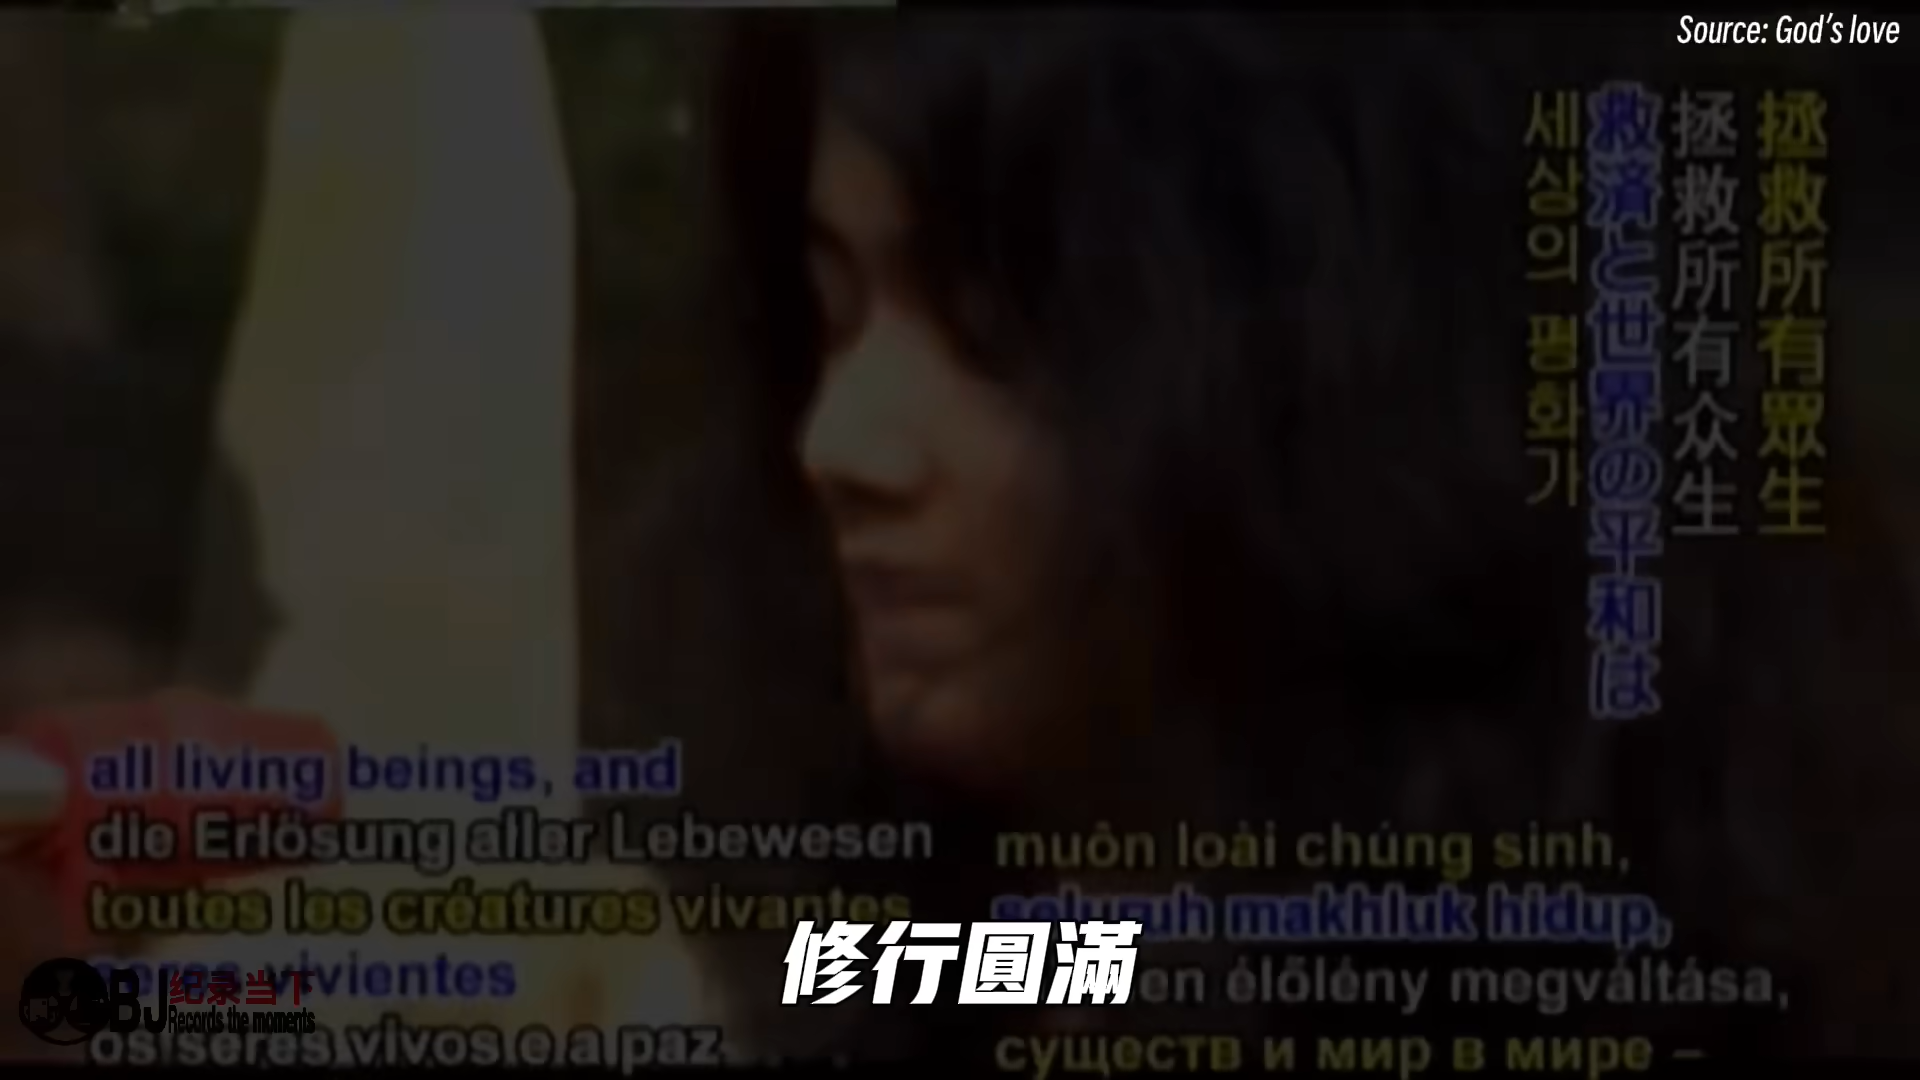 Source: God's love
拯救所有眾生
拯救所有众生
救済と世界の平和は
세상의 평화가
all living beings, and
die Erlösung aller Lebewesen
toutes les créatures vivantes
seres vivientes
os seres vivos e a paz
muôn loài chúng sinh,
seluruh makhluk hidup,
en élőlény megváltása,
существ и мир в мире –
修行圓滿
BJ纪录当下
Records the moments